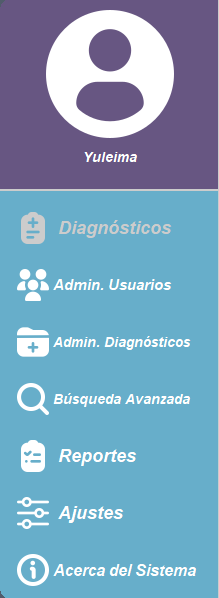 Yuleima
Diagnósticos
Admin. Usuarios
Admin. Diagnósticos
Búsqueda Avanzada
Reportes
Ajustes
Acerca del Sistema